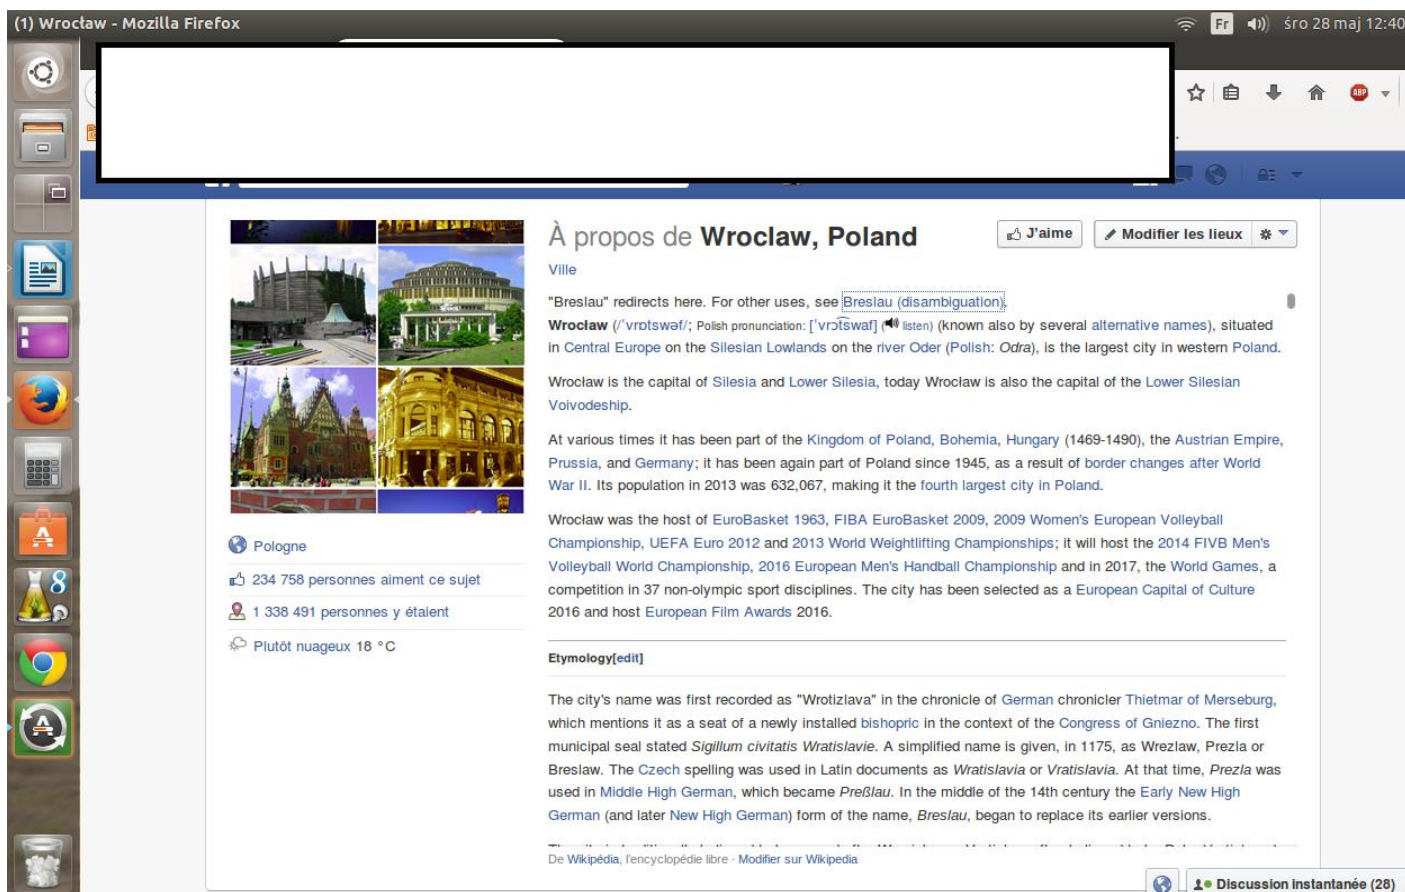 (1) Wrocław - Mozilla Firefox
Fr
śro 28 maj 12:40
ABP
À propos de Wroclaw, Poland
J'aime
Modifier les lieux
Ville
"Breslau" redirects here. For other uses, see Breslau (disambiguation).
Wrocław (/ˈvrɒtswəf/; Polish pronunciation: [ˈvrɔt͡swaf] ( listen) (known also by several alternative names), situated
in Central Europe on the Silesian Lowlands on the river Oder (Polish: Odra), is the largest city in western Poland.
Wrocław is the capital of Silesia and Lower Silesia, today Wrocław is also the capital of the Lower Silesian
Voivodeship.
At various times it has been part of the Kingdom of Poland, Bohemia, Hungary (1469-1490), the Austrian Empire,
Prussia, and Germany; it has been again part of Poland since 1945, as a result of border changes after World
War II. Its population in 2013 was 632,067, making it the fourth largest city in Poland.
Wrocław was the host of EuroBasket 1963, FIBA EuroBasket 2009, 2009 Women's European Volleyball
Championship, UEFA Euro 2012 and 2013 World Weightlifting Championships; it will host the 2014 FIVB Men's
Volleyball World Championship, 2016 European Men's Handball Championship and in 2017, the World Games, a
competition in 37 non-olympic sport disciplines. The city has been selected as a European Capital of Culture
2016 and host European Film Awards 2016.
Pologne
234 758 personnes aiment ce sujet
1 338 491 personnes y étaient
Plutôt nuageux 18 °C
Etymology[edit]
The city's name was first recorded as "Wrotizlava" in the chronicle of German chronicler Thietmar of Merseburg,
which mentions it as a seat of a newly installed bishopric in the context of the Congress of Gniezno. The first
municipal seal stated Sigillum civitatis Wratislavie. A simplified name is given, in 1175, as Wrezlaw, Prezla or
Breslaw. The Czech spelling was used in Latin documents as Wratislavia or Vratislavia. At that time, Prezla was
used in Middle High German, which became Preßlau. In the middle of the 14th century the Early New High
German (and later New High German) form of the name, Breslau, began to replace its earlier versions.
De Wikipédia, l'encyclopédie libre · Modifier sur Wikipedia
Discussion instantanée (28)
8